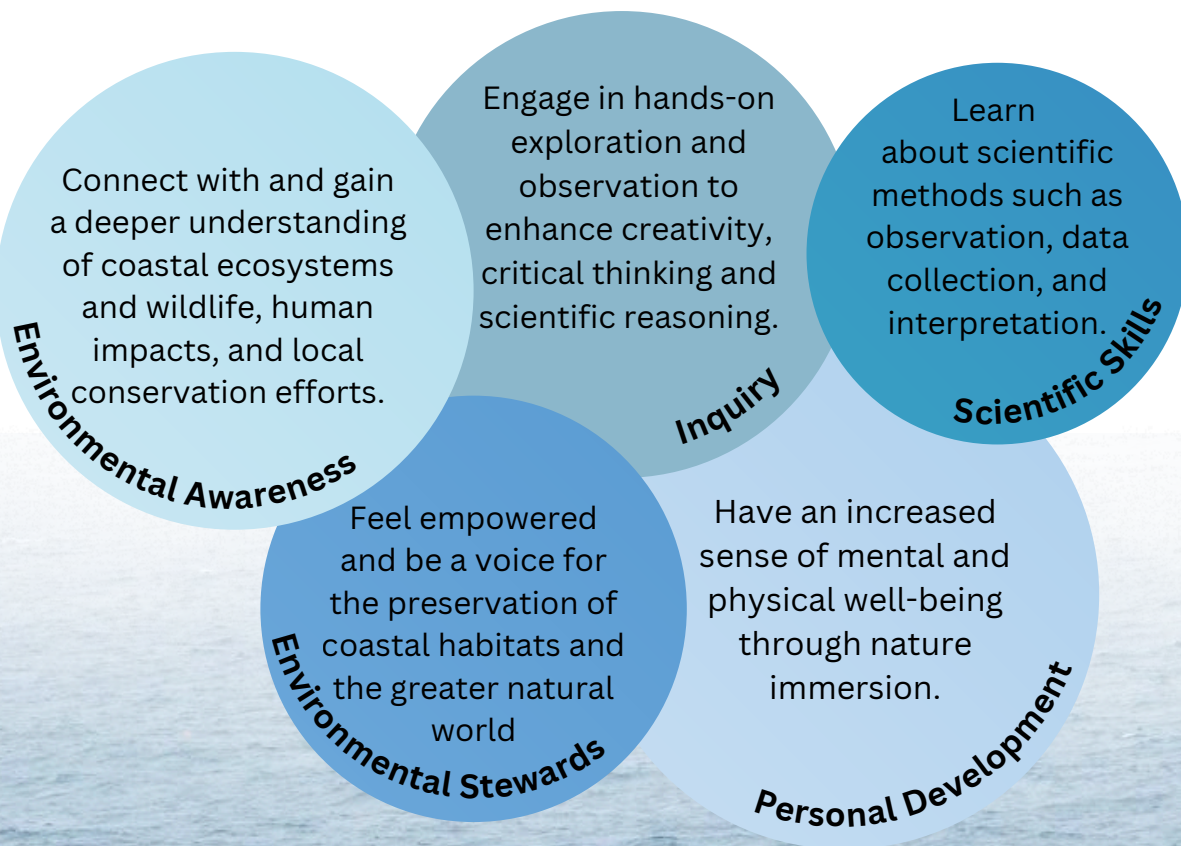 Connect with and gain
a deeper understanding
of coastal ecosystems
and wildlife, human
impacts, and local
conservation efforts.
Environmental Awareness
Engage in hands-on
exploration and
observation to
enhance creativity,
critical thinking and
scientific reasoning.
Inquiry
Learn
about scientific
methods such as
observation, data
collection, and
interpretation.
Scientific Skills
Feel empowered
and be a voice for
the preservation of
coastal habitats and
the greater natural
world
Environmental Stewards
Have an increased
sense of mental and
physical well-being
through nature
immersion.
Personal Development